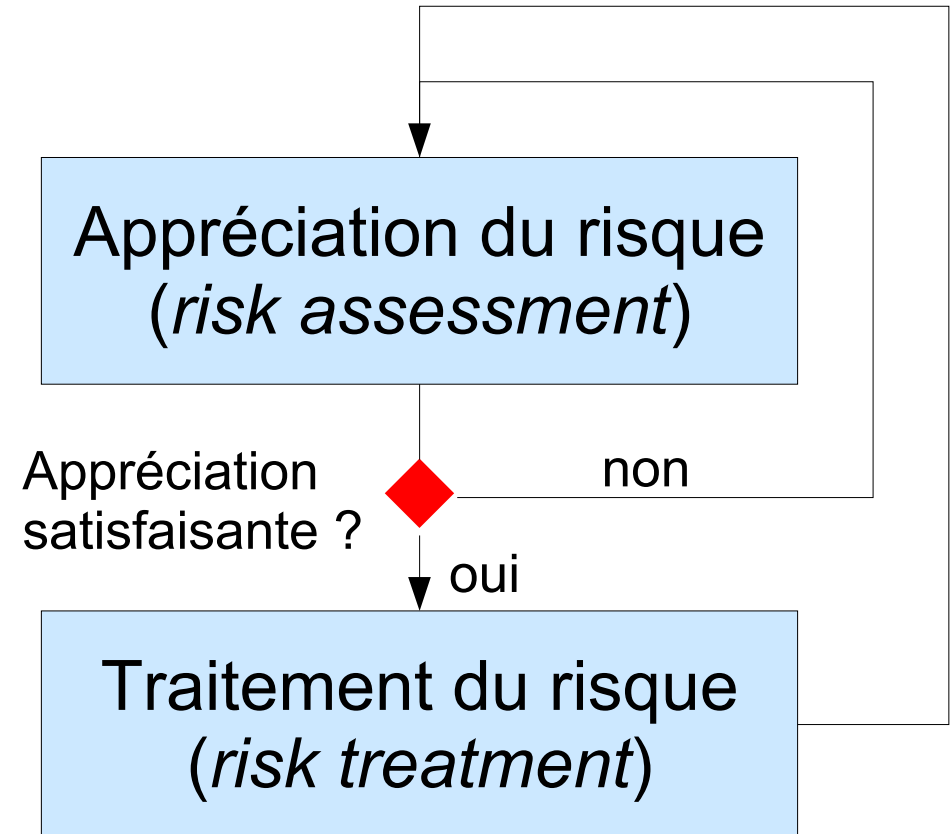 Appréciation du risque
(risk assessment)
Appréciation
satisfaisante ?
non
oui
Traitement du risque
(risk treatment)